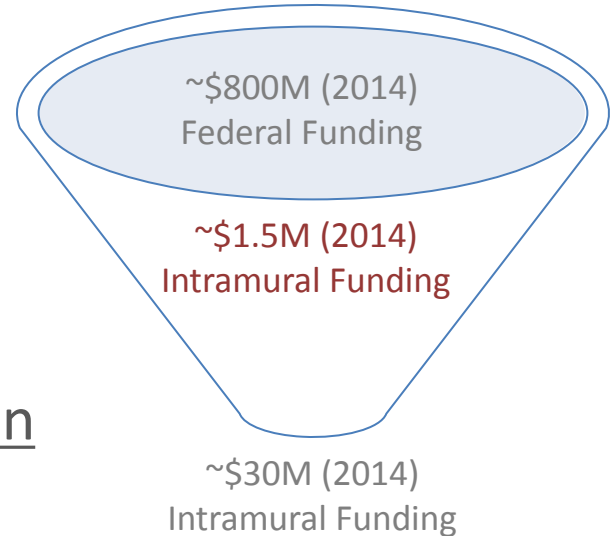 ~$800M (2014)
Federal Funding
~$1.5M (2014)
Intramural Funding
n
~$30M (2014)
Intramural Funding